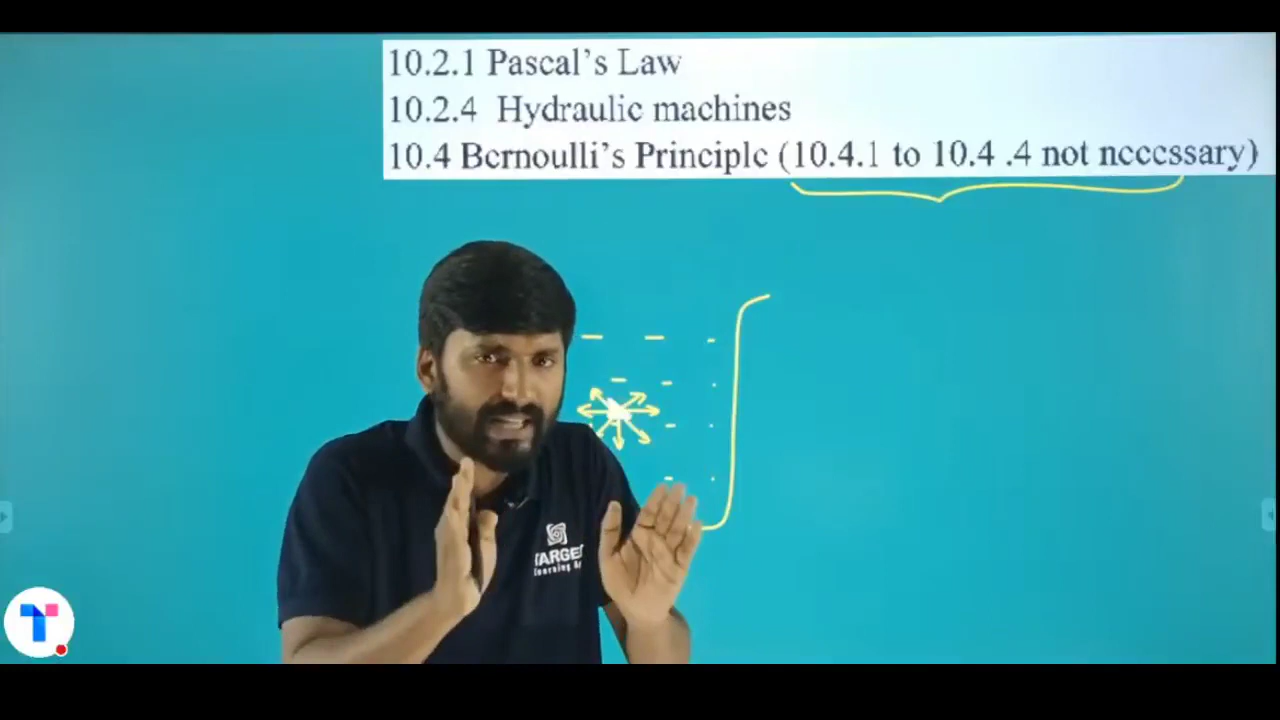 10.2.1 Pascal's Law
10.2.4 Hydraulic machines
10.4 Bernoulli's Principle (10.4.1 to 10.4 .4 not necessary)
TARGET